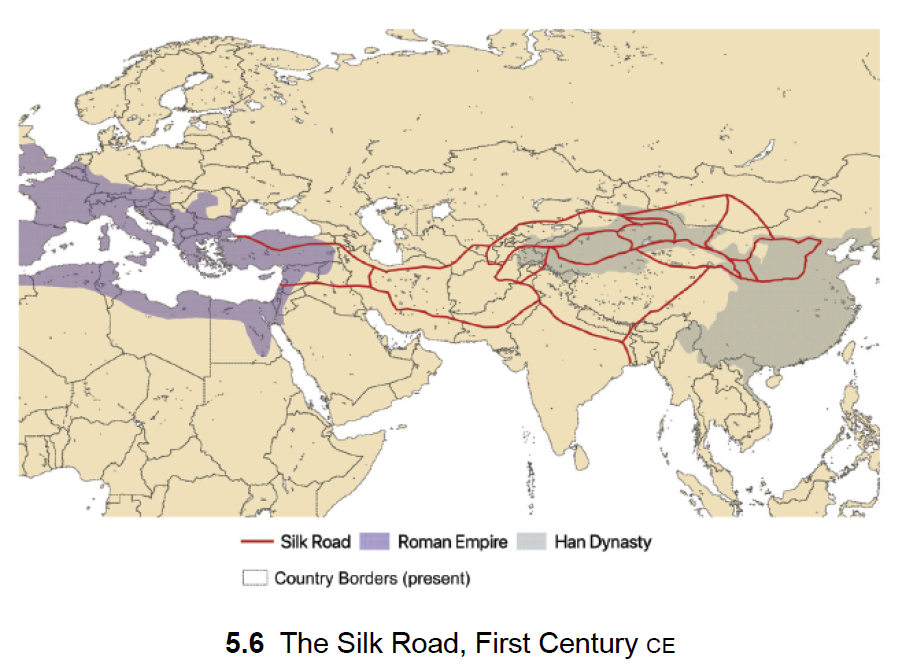 Silk Road Roman Empire Han Dynasty
Country Borders (present)
5.6 The Silk Road, First Century CE